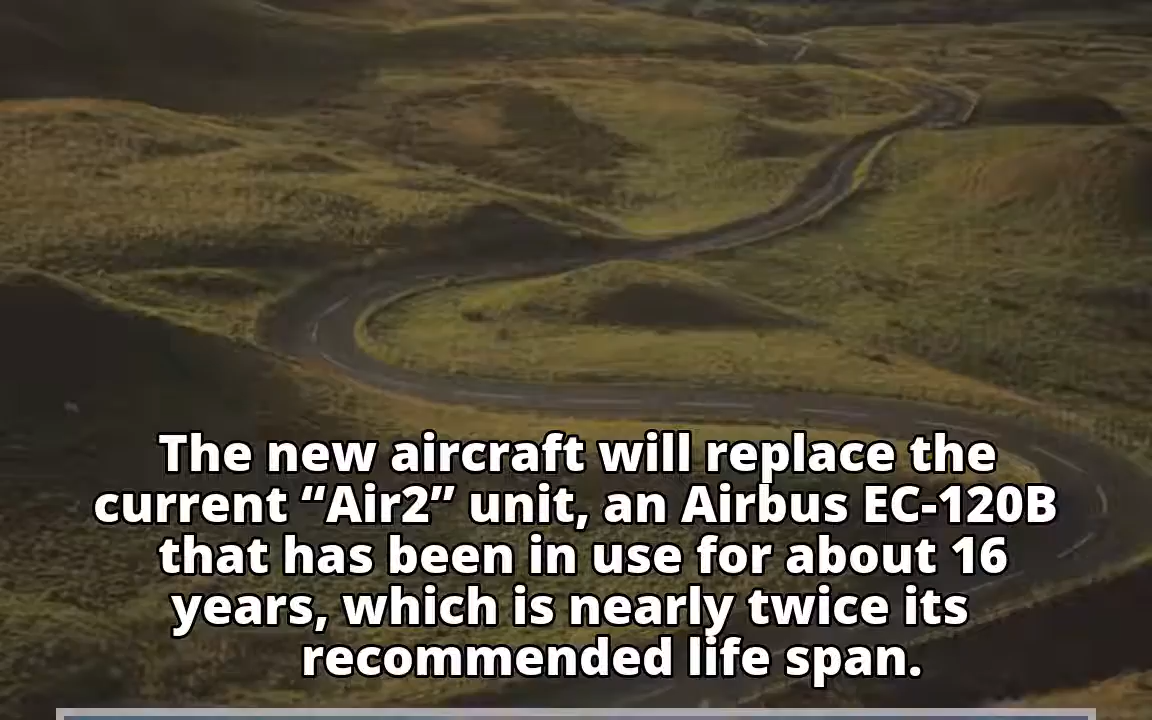 The new aircraft will replace the
current “Air2” unit, an Airbus EC-120B
that has been in use for about 16
years, which is nearly twice its
recommended life span.